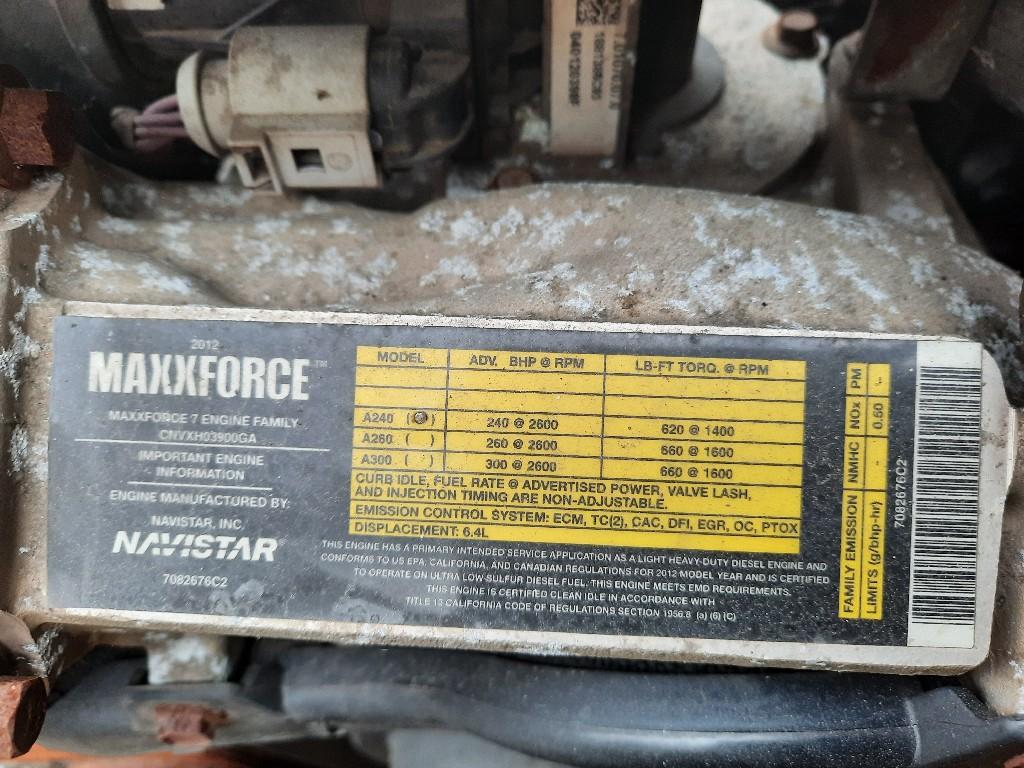 2012
MAXXFORCE™
MAXXFORCE 7 ENGINE FAMILY
CNVXH03900GA
IMPORTANT ENGINE
INFORMATION
ENGINE MANUFACTURED BY:
NAVISTAR, INC.
NAVISTAR®
7082676C2
MODEL ADV. BHP @ RPM LB-FT TORQ. @ RPM
A240 ( ) 240 @ 2600 620 @ 1400
A260 ( ) 260 @ 2600 660 @ 1600
A300 ( ) 300 @ 2600 660 @ 1600
CURB IDLE, FUEL RATE @ ADVERTISED POWER, VALVE LASH,
AND INJECTION TIMING ARE NON-ADJUSTABLE.
EMISSION CONTROL SYSTEM: ECM, TC(2), CAC, DFI, EGR, OC, PTOX
DISPLACEMENT: 6.4L
THIS ENGINE HAS A PRIMARY INTENDED SERVICE APPLICATION AS A LIGHT HEAVY-DUTY DIESEL ENGINE AND
CONFORMS TO US EPA, CALIFORNIA, AND CANADIAN REGULATIONS FOR 2012 MODEL YEAR AND IS CERTIFIED
TO OPERATE ON ULTRA LOW-SULFUR DIESEL FUEL. THIS ENGINE MEETS EMD REQUIREMENTS.
THIS ENGINE IS CERTIFIED CLEAN IDLE IN ACCORDANCE WITH
TITLE 13 CALIFORNIA CODE OF REGULATIONS SECTION 1956.8 (a) (6) (C)
FAMILY EMISSION NMHC NOx PM
LIMITS (g/bhp-hr) - 0.50 -
7082676C2